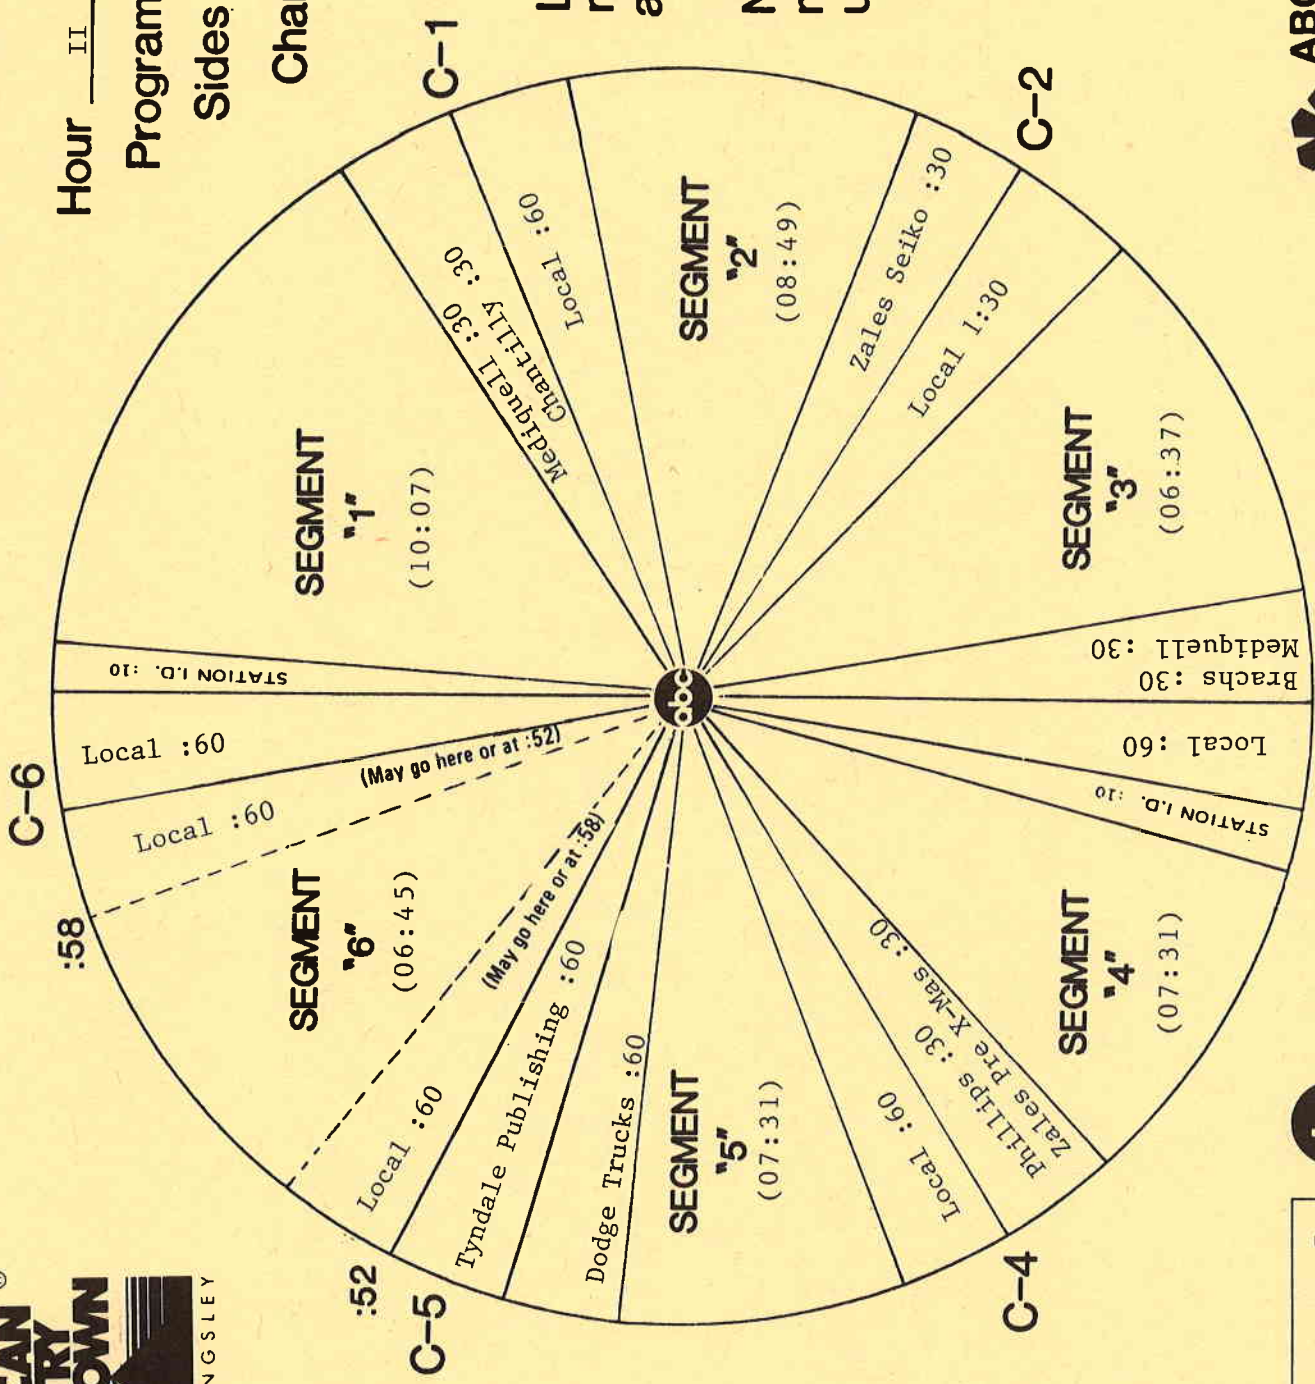 Hour II
Program
Sides
C-1
C-2
SEGMENT
"1"
(10:07)
Mediquell :30
Chantilly :30
Local :60
SEGMENT
"2"
(08:49)
Zales Seiko :30
Local 1:30
SEGMENT
"3"
(06:37)
Mediquell :30
Brachs :30
Local :60
STATION I.D. :10
SEGMENT
"4"
(07:31)
Zales Pre X-Mas :30
Phillips :30
C-4
Local :60
SEGMENT
"5"
(07:31)
Dodge Trucks :60
Tyndale Publishing :60
C-5
:52
Local :60
(May go here or at :58)
SEGMENT
"6"
(06:45)
:58
Local :60
(May go here or at :52)
C-6
Local :60
STATION I.D. :10
abc
ABC